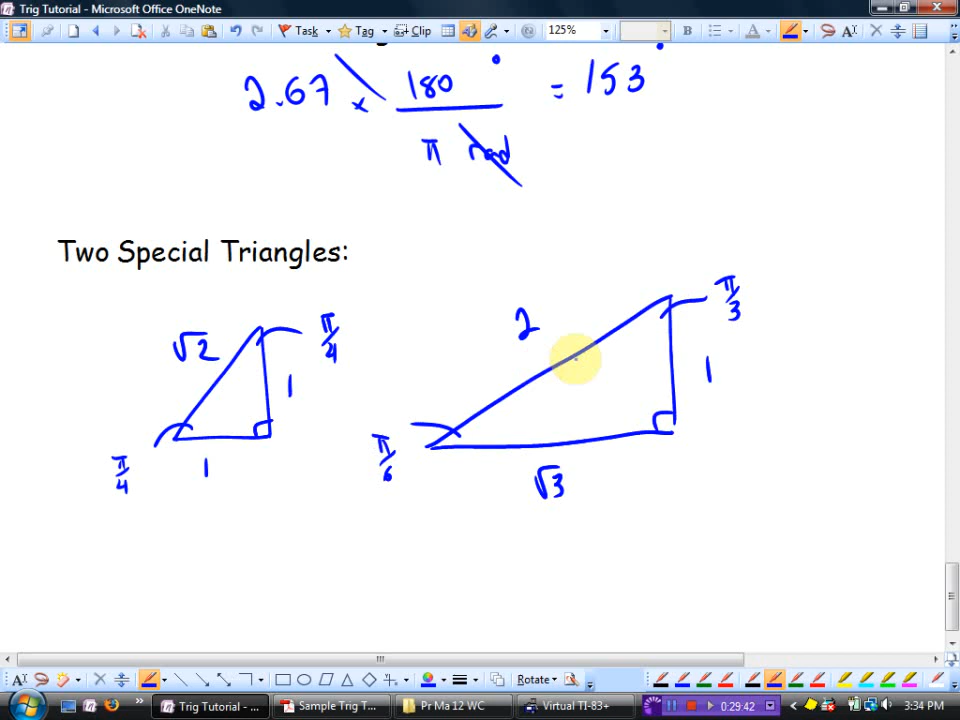 Trig Tutorial - Microsoft Office OneNote
Task
Tag
Clip
125%
B
A
2.67 x 180° / π rad = 153°
Two Special Triangles:
√2
π/4
1
π/4
1
2
π/3
1
π/6
√3
Rotate
Trig Tutorial - ...
Sample Trig T...
Pr Ma 12 WC
Virtual TI-83+
00:29:42
3:34 PM